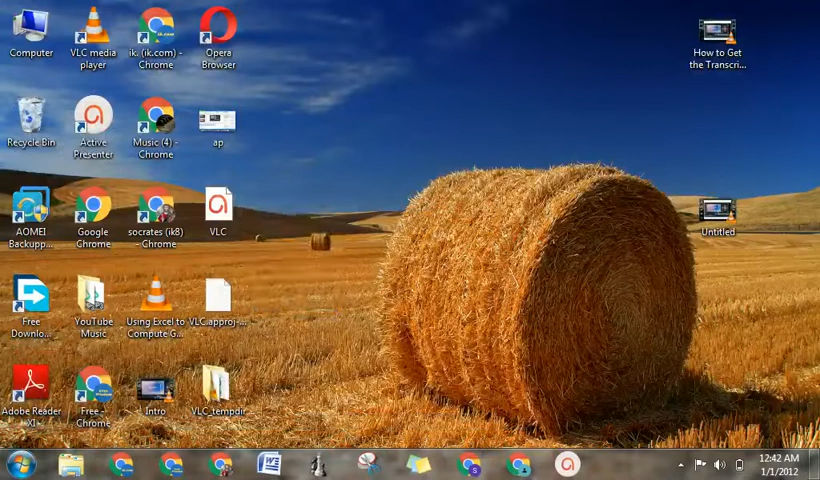 Computer
VLC media
player
ik. (ik.com) -
Chrome
Opera
Browser
How to Get
the Transcri...
Recycle Bin
Active
Presenter
Music (4) -
Chrome
ap
AOMEI
Backupp...
Google
Chrome
socrates (ik8)
- Chrome
VLC
Untitled
Free
Downlo...
YouTube
Music
Using Excel to
Compute G...
VLC.approj-...
Adobe Reader
XI
Free -
Chrome
Intro
VLC_tempdir
12:42 AM
1/1/2012